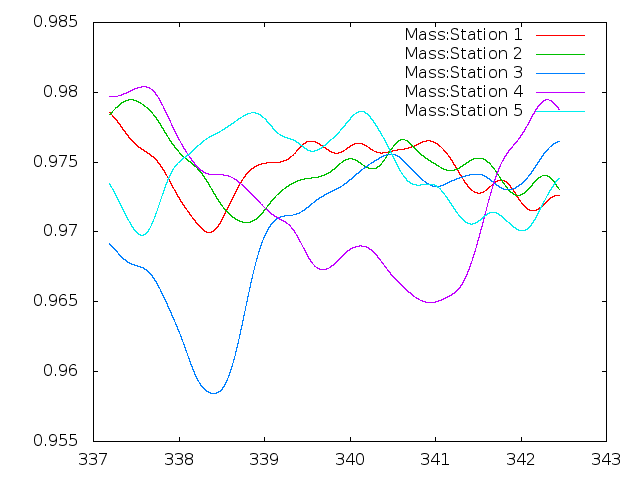 0.985
0.98
0.975
0.97
0.965
0.96
0.955
337 338 339 340 341 342 343
Mass:Station 1
Mass:Station 2
Mass:Station 3
Mass:Station 4
Mass:Station 5